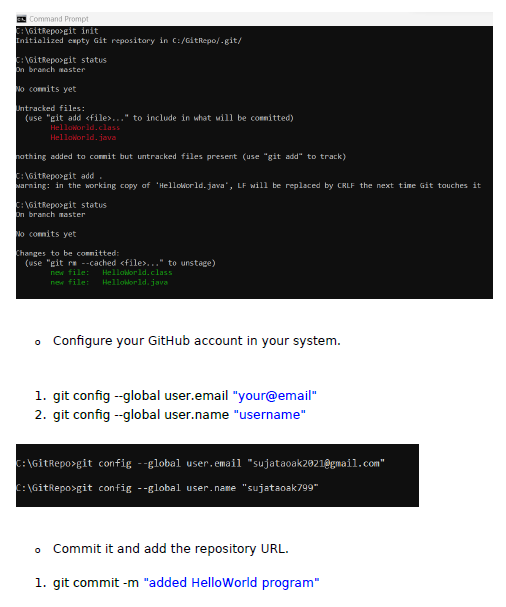 Command Prompt
C:\GitRepo>git init
Initialized empty Git repository in C:/GitRepo/.git/
C:\GitRepo>git status
On branch master
No commits yet
Untracked files:
(use "git add <file>..." to include in what will be committed)
HelloWorld.class
HelloWorld.java
nothing added to commit but untracked files present (use "git add" to track)
C:\GitRepo>git add .
warning: in the working copy of 'HelloWorld.java', LF will be replaced by CRLF the next time Git touches it
C:\GitRepo>git status
On branch master
No commits yet
Changes to be committed:
(use "git rm --cached <file>..." to unstage)
new file: HelloWorld.class
new file: HelloWorld.java
o Configure your GitHub account in your system.
1. git config --global user.email "your@email"
2. git config --global user.name "username"
C:\GitRepo>git config --global user.email "sujataoak2021@gmail.com"
C:\GitRepo>git config --global user.name "sujataoak799"
o Commit it and add the repository URL.
1. git commit -m "added HelloWorld program"